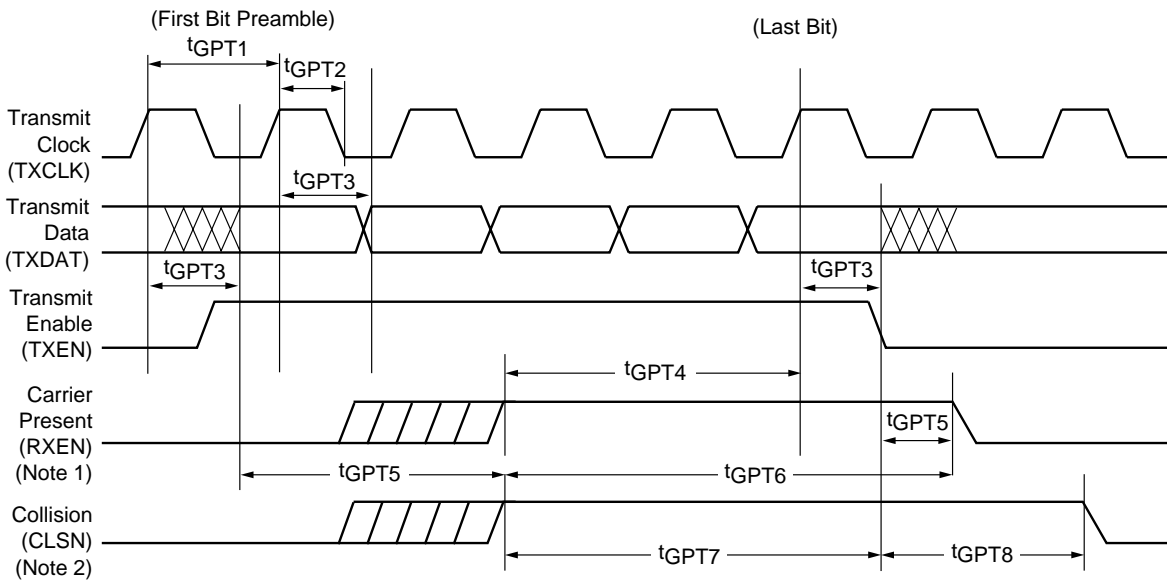 (First Bit Preamble)
(Last Bit)
tGPT1
tGPT2
Transmit
Clock
(TXCLK)
tGPT3
Transmit
Data
(TXDAT)
tGPT3
tGPT3
Transmit
Enable
(TXEN)
tGPT4
Carrier
Present
(RXEN)
(Note 1)
tGPT5
tGPT5
tGPT6
Collision
(CLSN)
(Note 2)
tGPT7
tGPT8